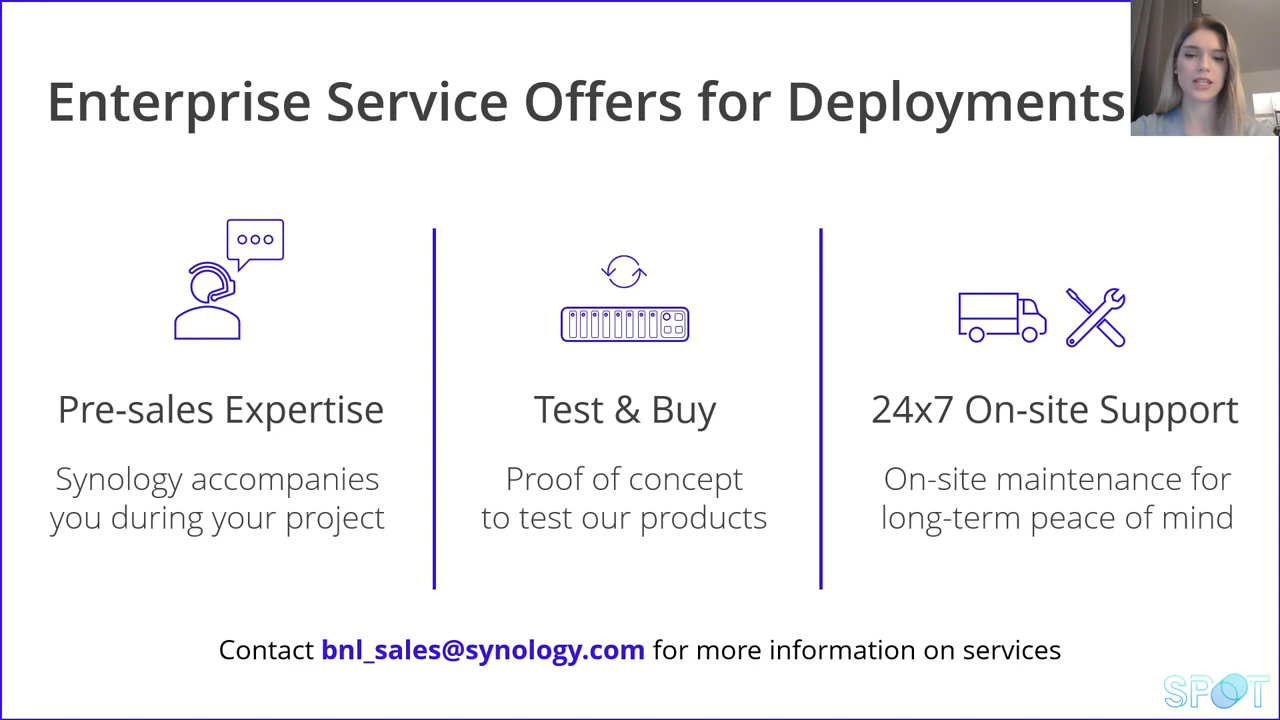 Enterprise Service Offers for Deployments
Pre-sales Expertise
Synology accompanies
you during your project
Test & Buy
Proof of concept
to test our products
24x7 On-site Support
On-site maintenance for
long-term peace of mind
Contact bnl_sales@synology.com for more information on services
SPOT